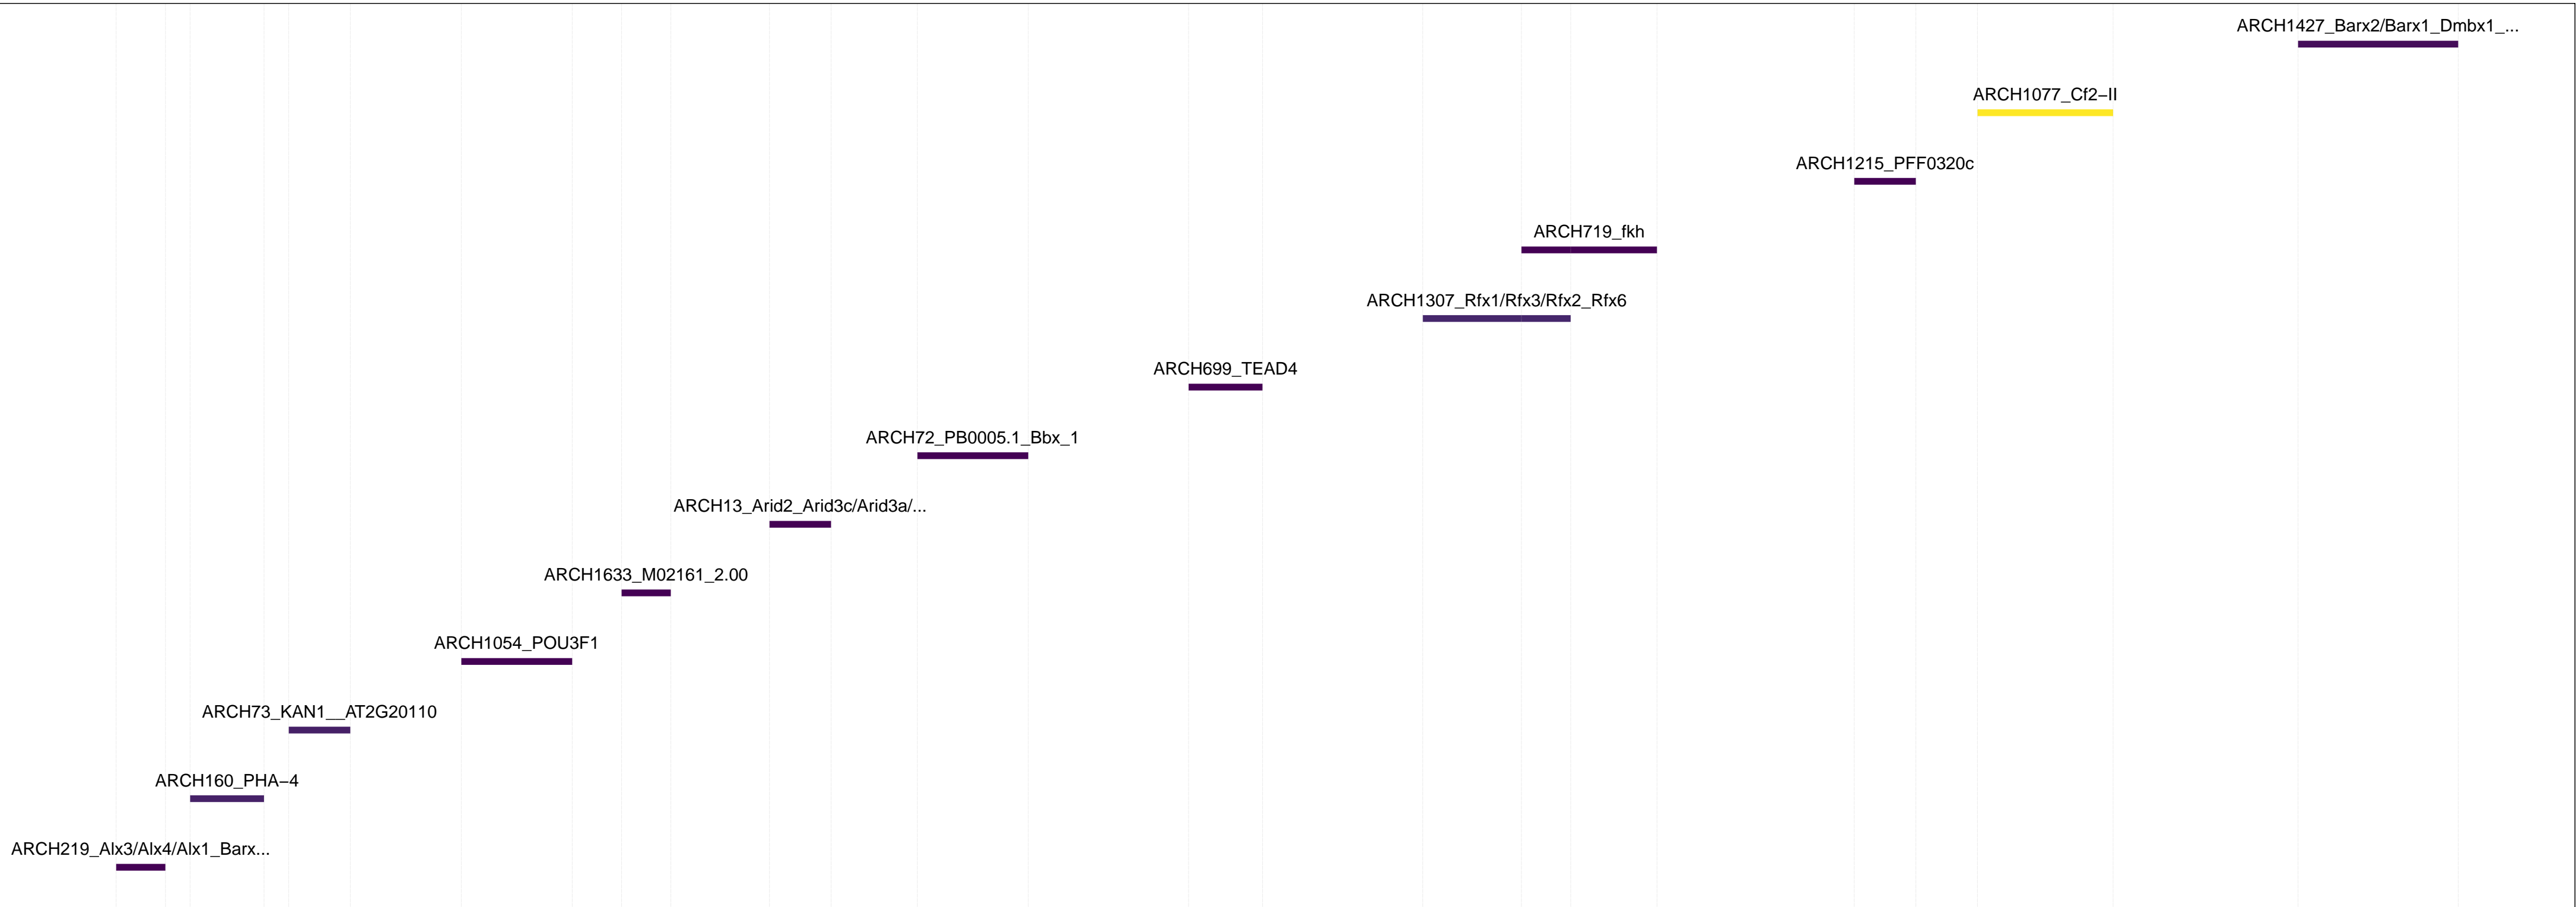 ARCH1427_Barx2/Barx1_Dmbx1_...
ARCH1077_Cf2−II
ARCH1215_PFF0320c
ARCH719_fkh
ARCH1307_Rfx1/Rfx3/Rfx2_Rfx6
ARCH699_TEAD4
ARCH72_PB0005.1_Bbx_1
ARCH13_Arid2_Arid3c/Arid3a/...
ARCH1633_M02161_2.00
ARCH1054_POU3F1
ARCH73_KAN1__AT2G20110
ARCH160_PHA−4
ARCH219_Alx3/Alx4/Alx1_Barx...